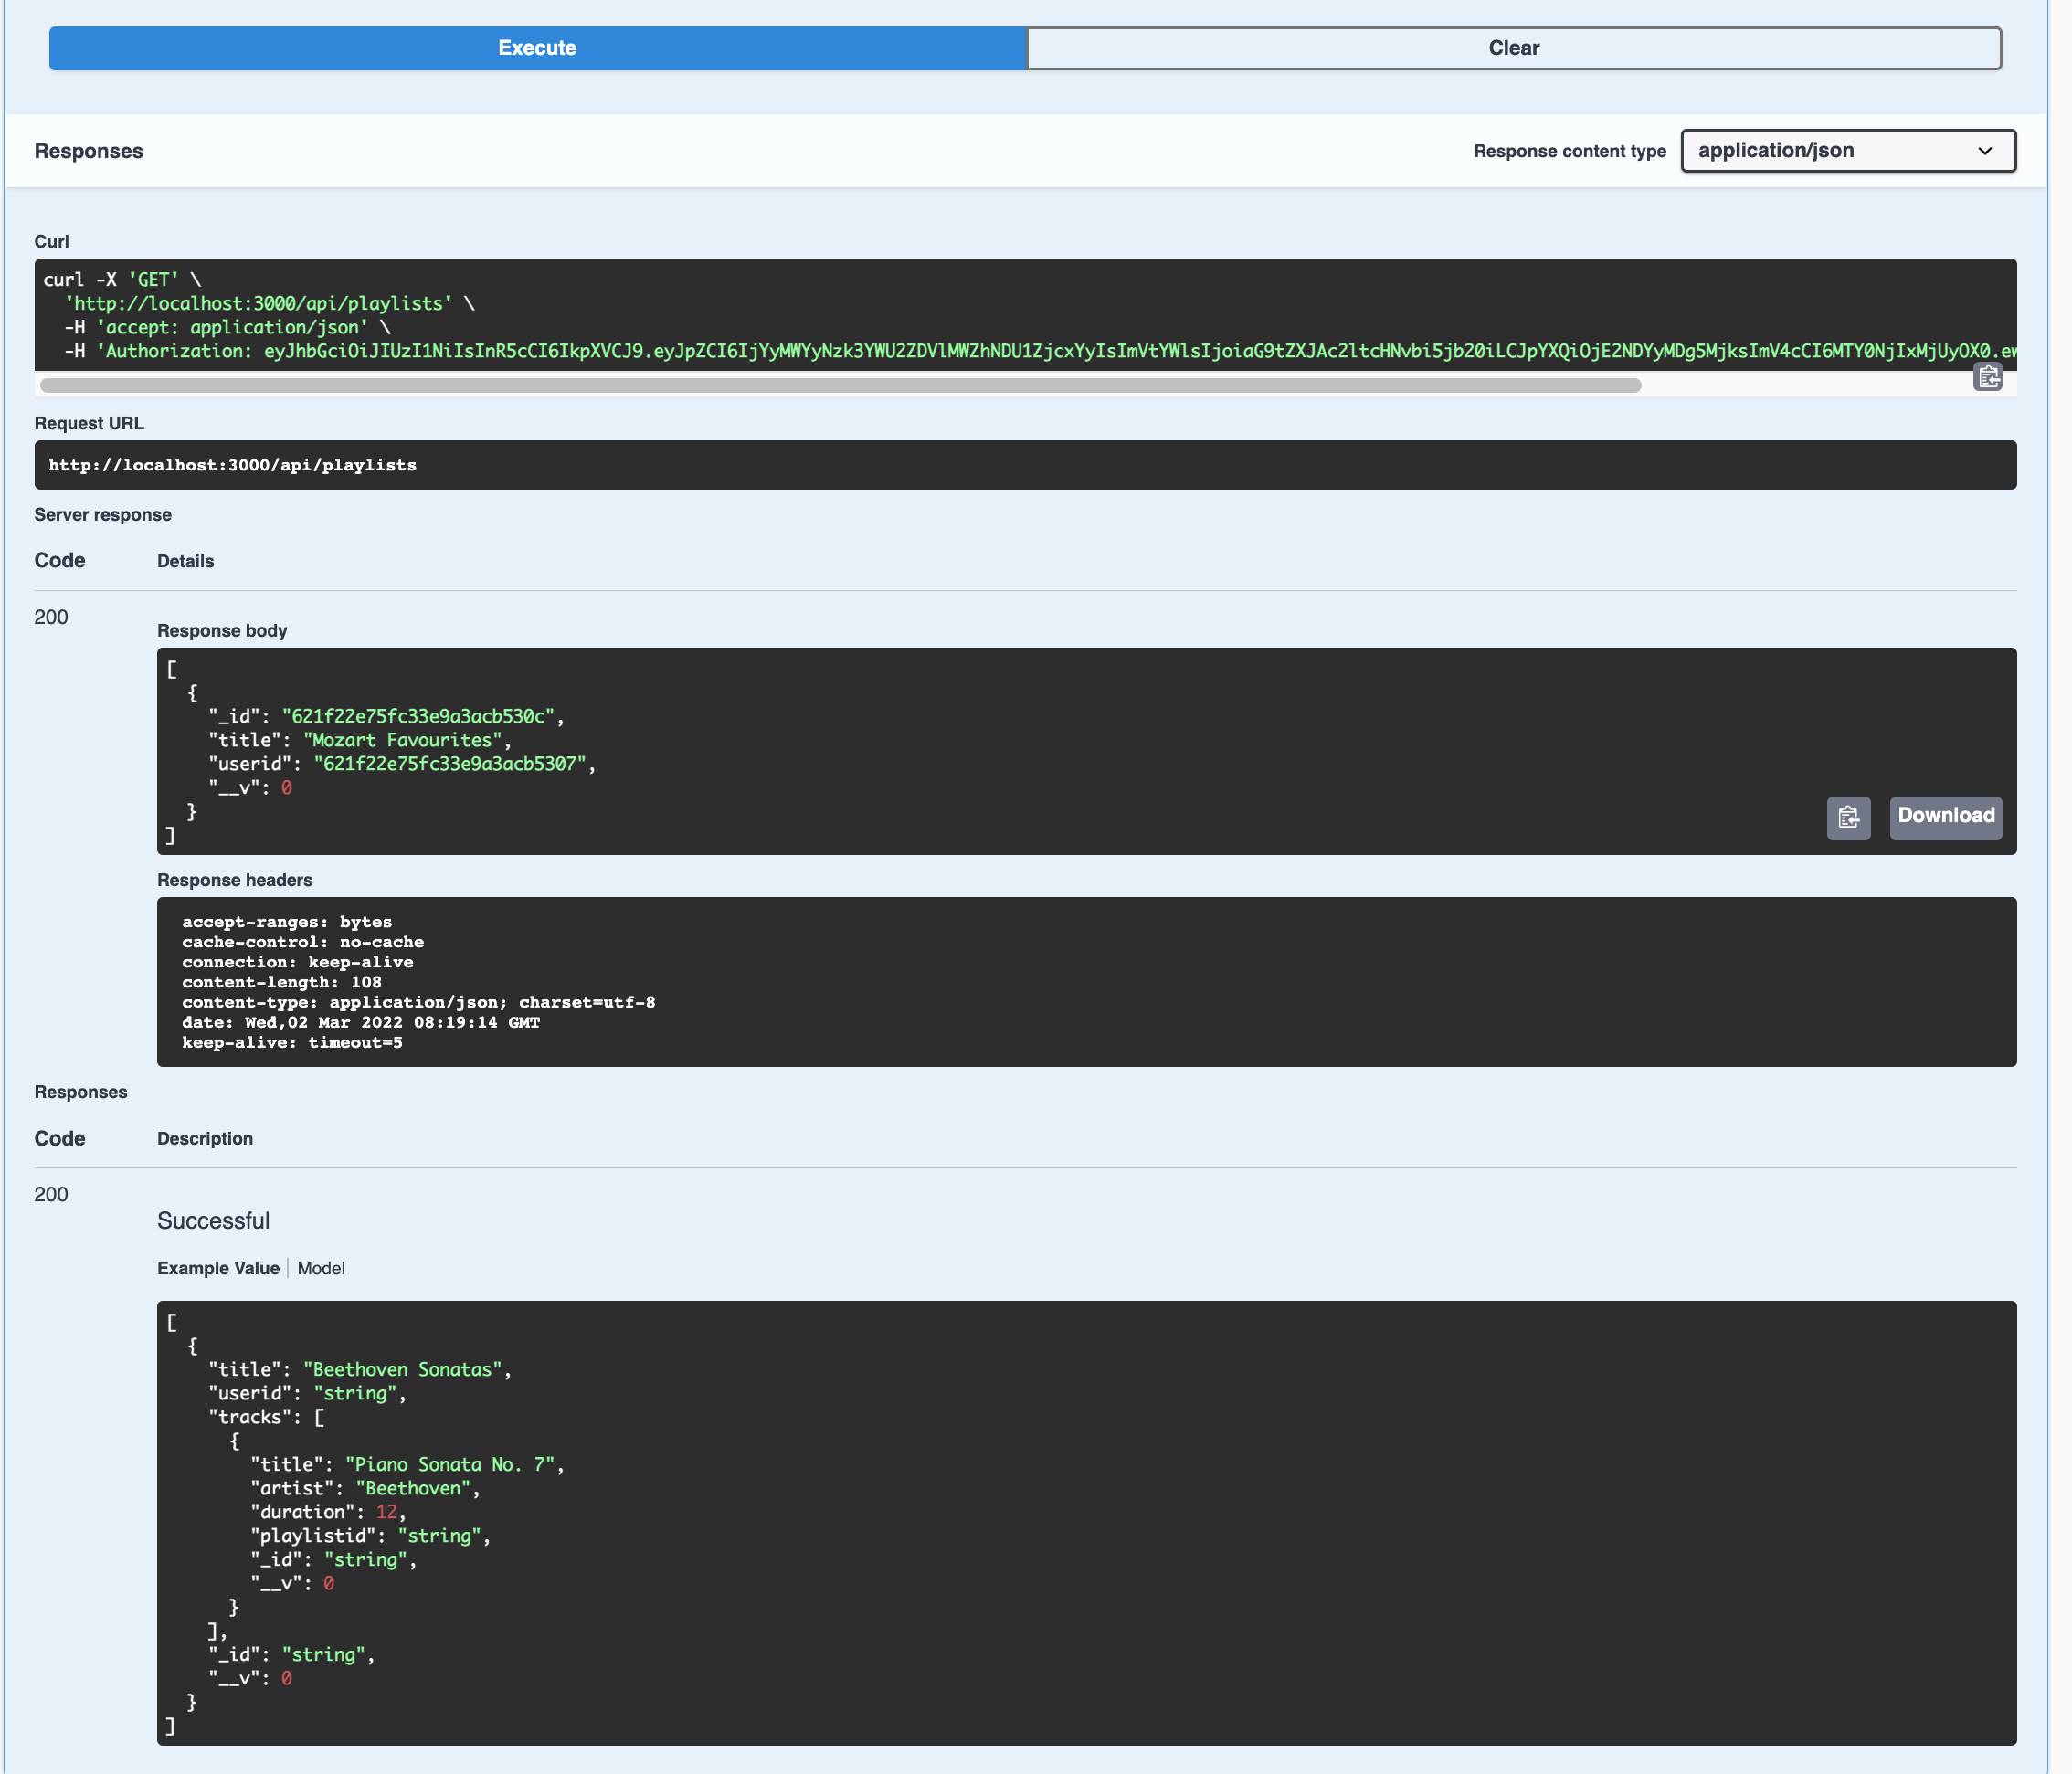 Execute
Clear
Responses
Response content type
application/json
Curl
curl -X 'GET' \
'http://localhost:3000/api/playlists' \
-H 'accept: application/json' \
-H 'Authorization: eyJhbGciOiJIUzI1NiIsInR5cCI6IkpXVCJ9.eyJpZCI6IjYyMWYyNzk3YWU2ZDVlMWZhNDU1ZjcxYyIsImVtYWlsIjoiaG9tZXJAc2ltcHNvbi5jb20iLCJpYXQiOjE2NDYyMDg5MjksImV4cCI6MTY0NjIxMjUyOX0.ew
Request URL
http://localhost:3000/api/playlists
Server response
Code
Details
200
Response body
[
{
"_id": "621f22e75fc33e9a3acb530c",
"title": "Mozart Favourites",
"userid": "621f22e75fc33e9a3acb5307",
"__v": 0
}
]
Download
Response headers
accept-ranges: bytes
cache-control: no-cache
connection: keep-alive
content-length: 108
content-type: application/json; charset=utf-8
date: Wed,02 Mar 2022 08:19:14 GMT
keep-alive: timeout=5
Responses
Code
Description
200
Successful
Example Value
Model
[
{
"title": "Beethoven Sonatas",
"userid": "string",
"tracks": [
{
"title": "Piano Sonata No. 7",
"artist": "Beethoven",
"duration": 12,
"playlistid": "string",
"_id": "string",
"__v": 0
}
],
"_id": "string",
"__v": 0
}
]